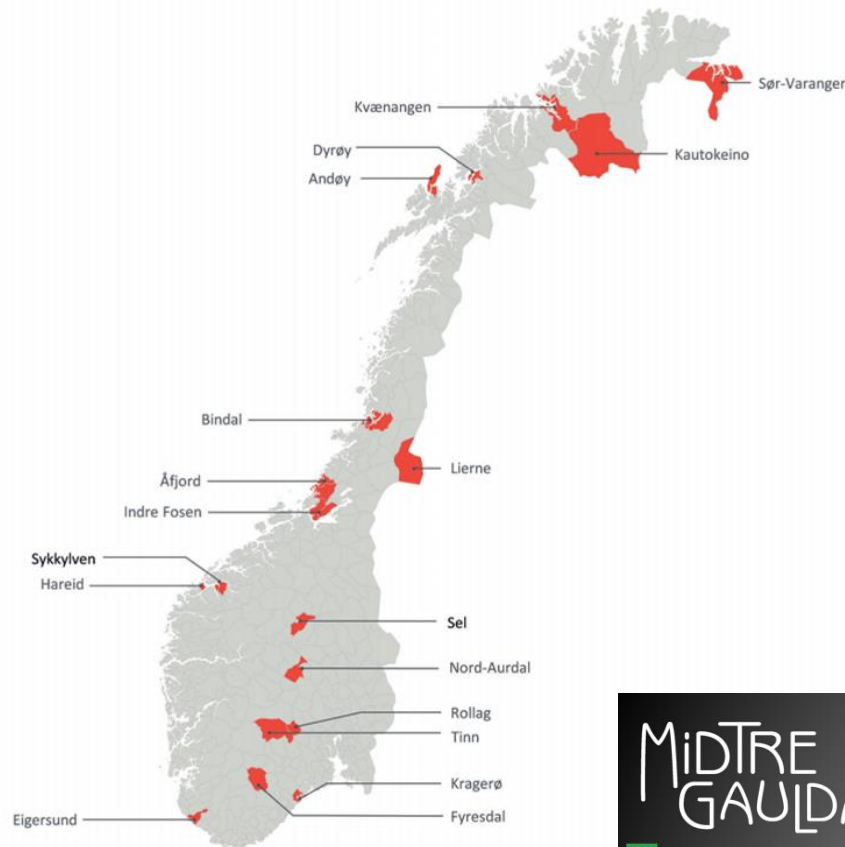 Sør-Varanger
Kvænangen
Kautokeino
Dyrøy
Andøy
Bindal
Lierne
Åfjord
Indre Fosen
Sykkylven
Hareid
Sel
Nord-Aurdal
Rollag
Tinn
Kragerø
Fyresdal
Eigersund
MiDTRE